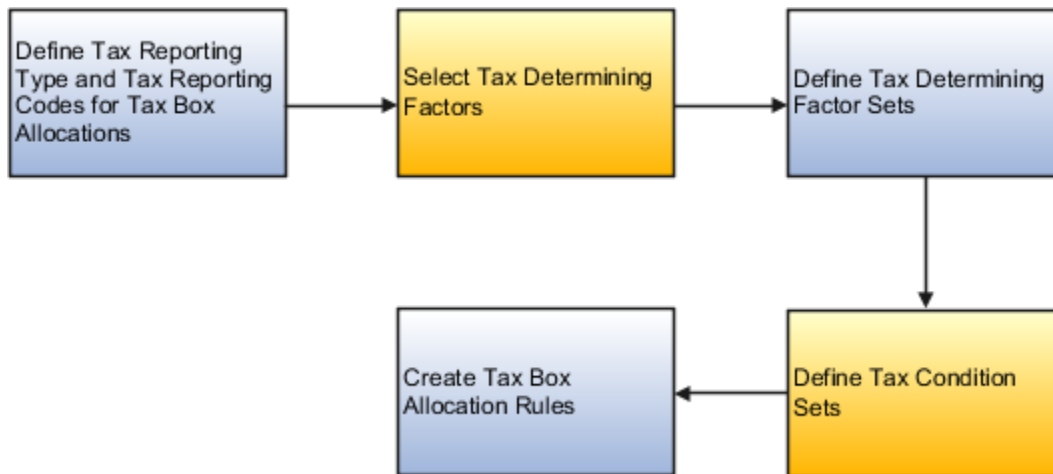 Define Tax Reporting
Type and Tax Reporting
Codes for Tax Box
Allocations
Select Tax Determining
Factors
Define Tax Determining
Factor Sets
Define Tax Condition
Sets
Create Tax Box
Allocation Rules